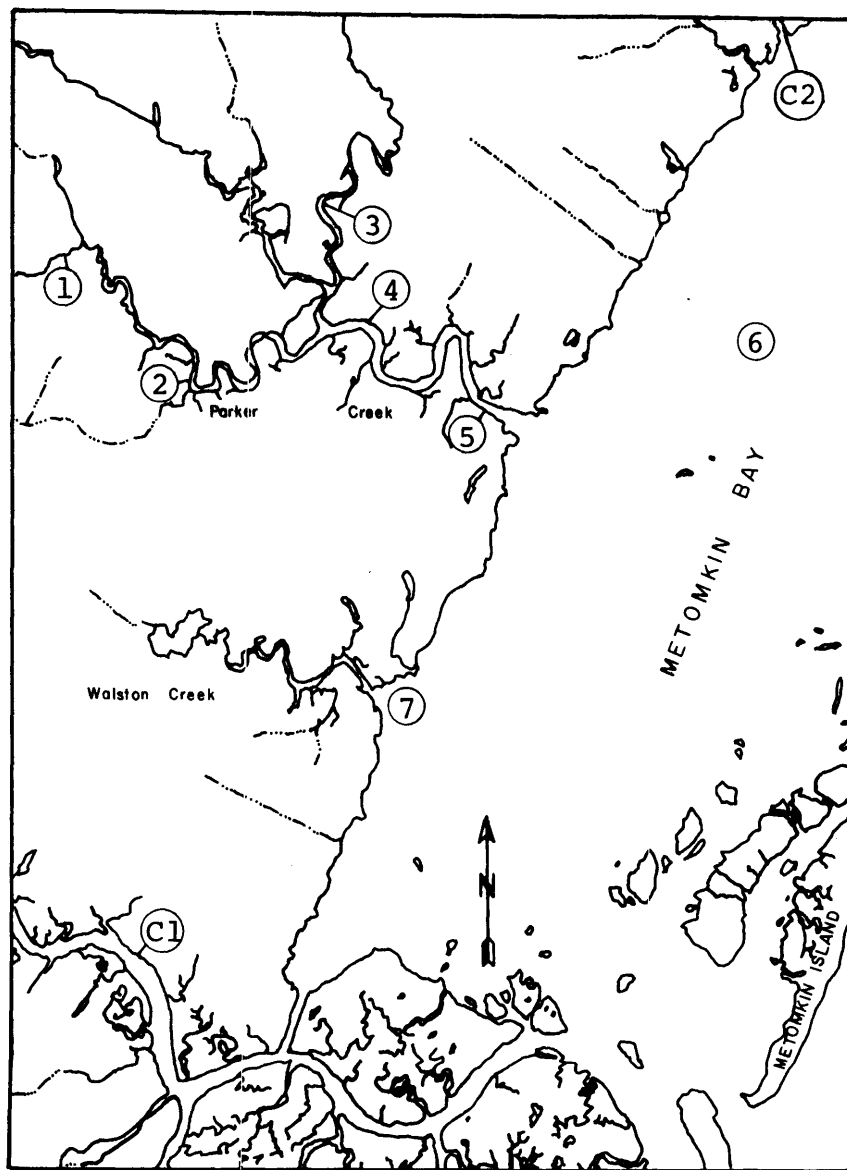 C2
3
1
4
6
2
Parker Creek
5
METOMKIN BAY
Walston Creek
7
N
C1
METOMKIN ISLAND